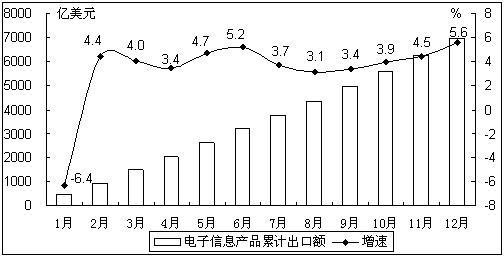 亿美元 %
8000 7000 6000 5000 4000 3000 2000 1000 0
-6.4 4.4 4.0 3.4 4.7 5.2 3.7 3.1 3.4 3.9 4.5 5.6
8 6 4 2 0 -2 -4 -6 -8
1月 2月 3月 4月 5月 6月 7月 8月 9月 10月 11月 12月
电子信息产品累计出口额 增速